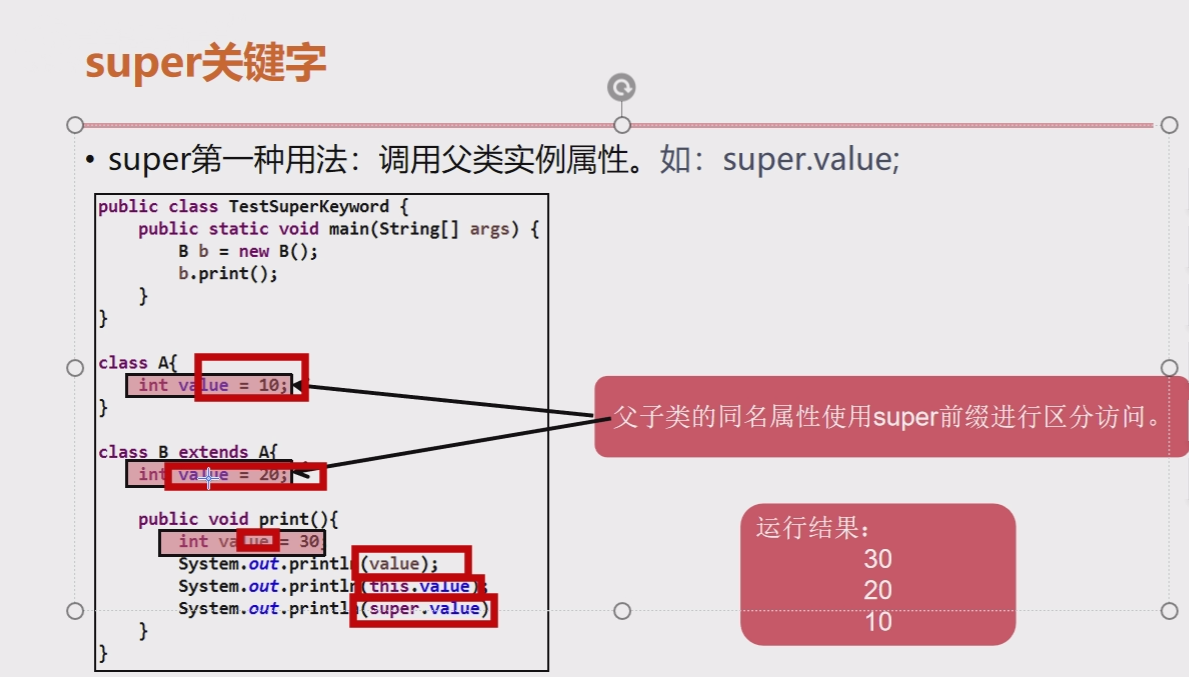 super关键字
• super第一种用法：调用父类实例属性。如：super.value;
public class TestSuperKeyword {
public static void main(String[] args) {
B b = new B();
b.print();
}
}
class A{
int value = 10;
}
class B extends A{
int value = 20;
public void print(){
int value = 30;
System.out.println(value);
System.out.println(this.value);
System.out.println(super.value)
}
}
父子类的同名属性使用super前缀进行区分访问。
运行结果：
30
20
10